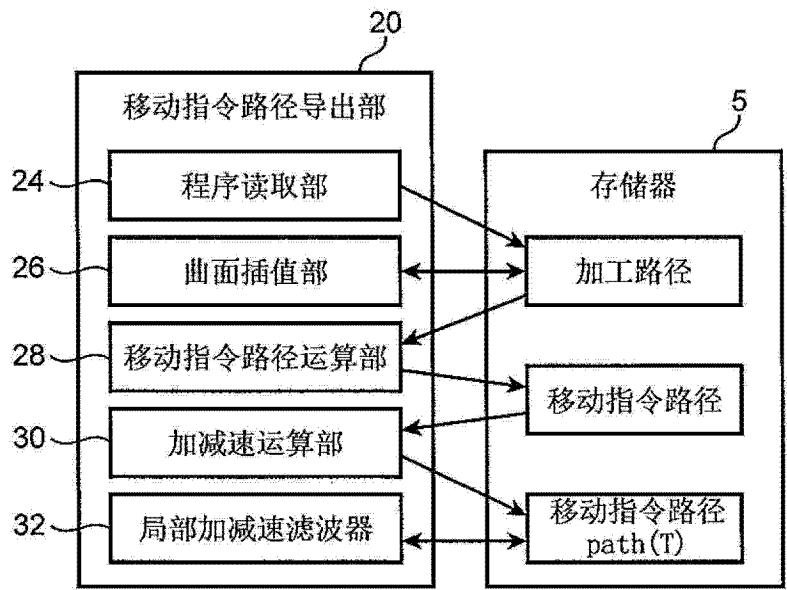 20
移动指令路径导出部
5
24
程序读取部
存储器
26
曲面插值部
加工路径
28
移动指令路径运算部
移动指令路径
30
加减速运算部
32
局部加减速滤波器
移动指令路径
path(T)